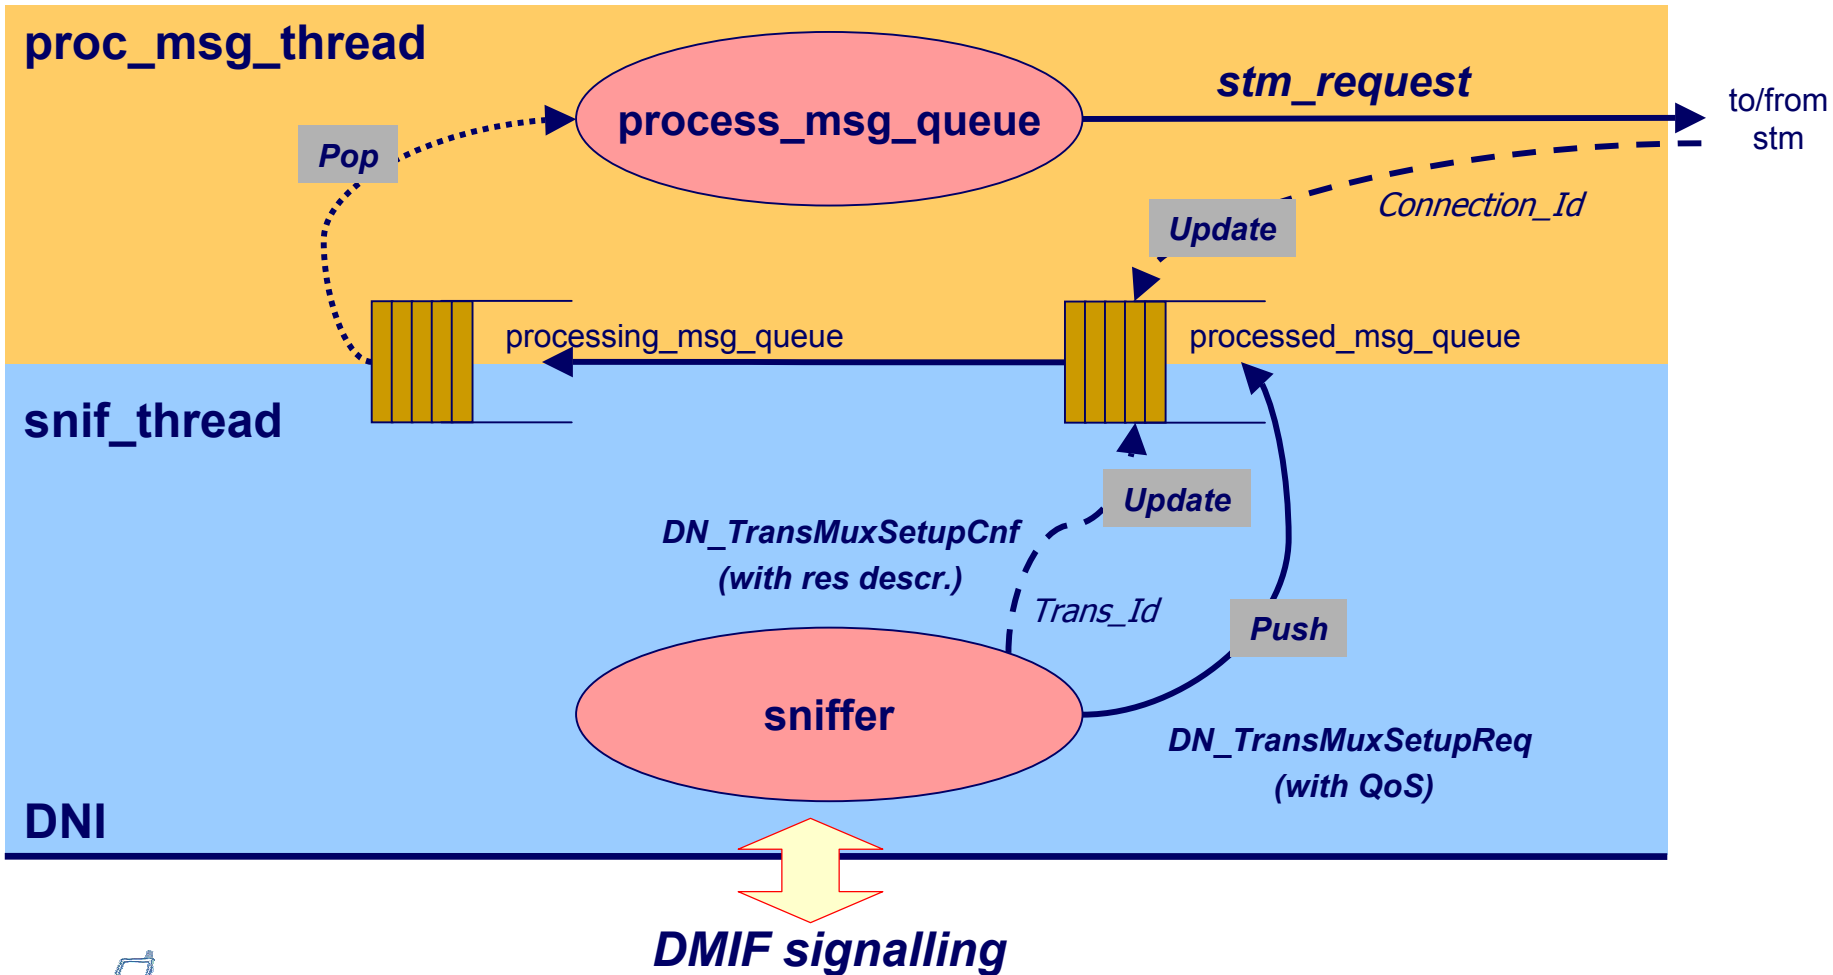 proc_msg_thread
stm_request
process_msg_queue
to/from
stm
Pop
Connection_Id
Update
processing_msg_queue
processed_msg_queue
snif_thread
Update
DN_TransMuxSetupCnf
(with res descr.)
Trans_Id
Push
sniffer
DN_TransMuxSetupReq
(with QoS)
DNI
DMIF signalling